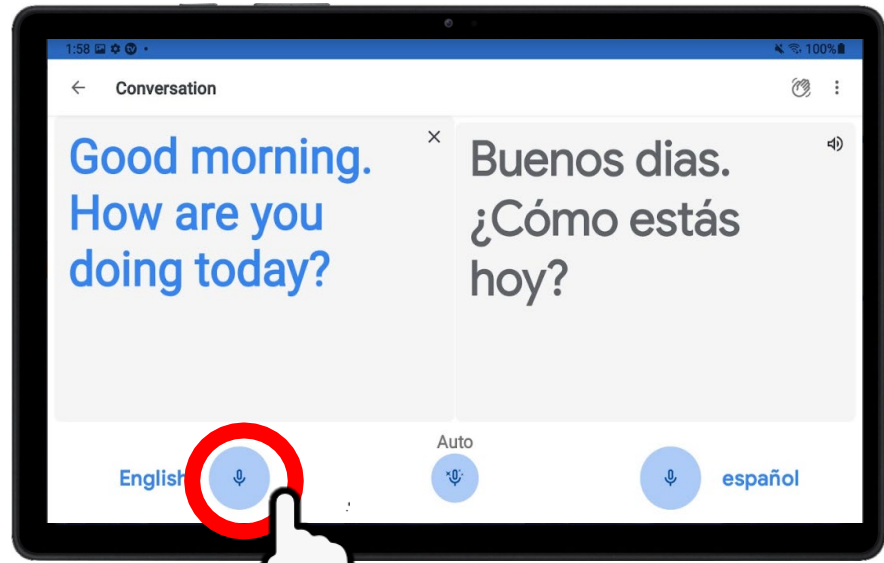 1:58
100%
Conversation
Good morning.
How are you
doing today?
Buenos dias.
¿Cómo estás
hoy?
Auto
English
español